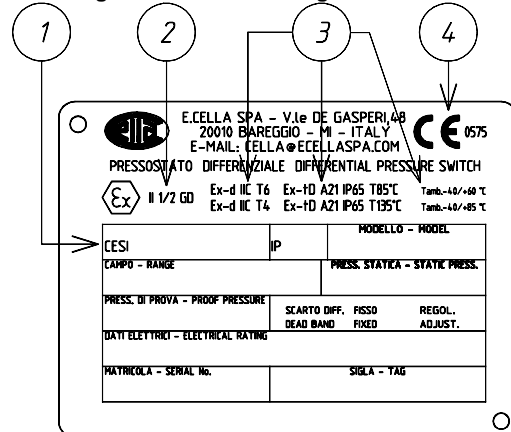 1 2 3 4
E.CELLA SPA - V.le DE GASPERI,48
20010 BAREGGIO - MI - ITALY
E-MAIL: CELLA@ECELLASPA.COM
CE 0575
PRESSOSTATO DIFFERENZIALE DIFFERENTIAL PRESSURE SWITCH
Ex II 1/2 GD
Ex-d IIC T6 Ex-tD A21 IP65 T85°C Tamb.-40/+60 °C
Ex-d IIC T4 Ex-tD A21 IP65 T135°C Tamb.-40/+85 °C
1
CESI IP MODELLO - MODEL
CAMPO - RANGE PRESS. STATICA - STATIC PRESS.
PRESS. DI PROVA - PROOF PRESSURE
SCARTO DIFF. FISSO REGOL.
DEAD BAND FIXED ADJUST.
DATI ELETTRICI - ELECTRICAL RATING
MATRICOLA - SERIAL No. SIGLA - TAG